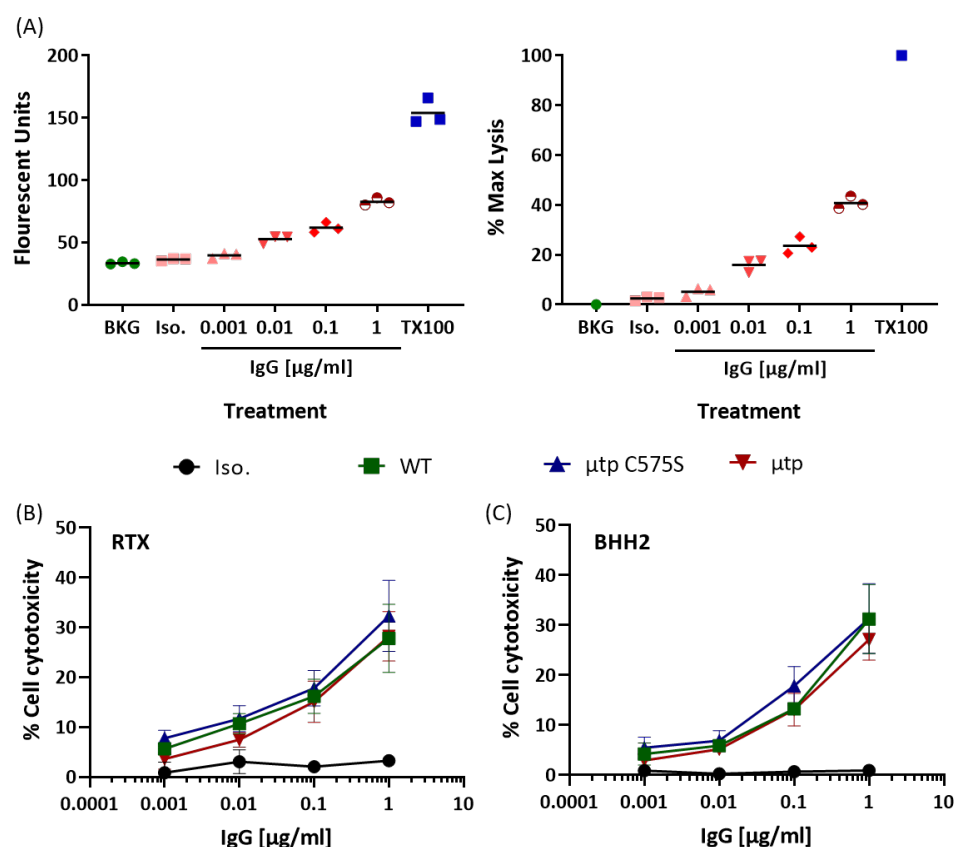 (A)
200
150
100
50
0
Flourescent Units
BKG Iso. 0.001 0.01 0.1 1 TX100
IgG [µg/ml]
Treatment
100
80
60
40
20
0
% Max Lysis
BKG Iso. 0.001 0.01 0.1 1 TX100
IgG [µg/ml]
Treatment
Iso. WT µtp C575S µtp
(B)
RTX
50
40
30
20
10
0
% Cell cytotoxicity
0.0001 0.001 0.01 0.1 1 10
IgG [µg/ml]
(C)
BHH2
50
40
30
20
10
0
% Cell cytotoxicity
0.0001 0.001 0.01 0.1 1 10
IgG [µg/ml]